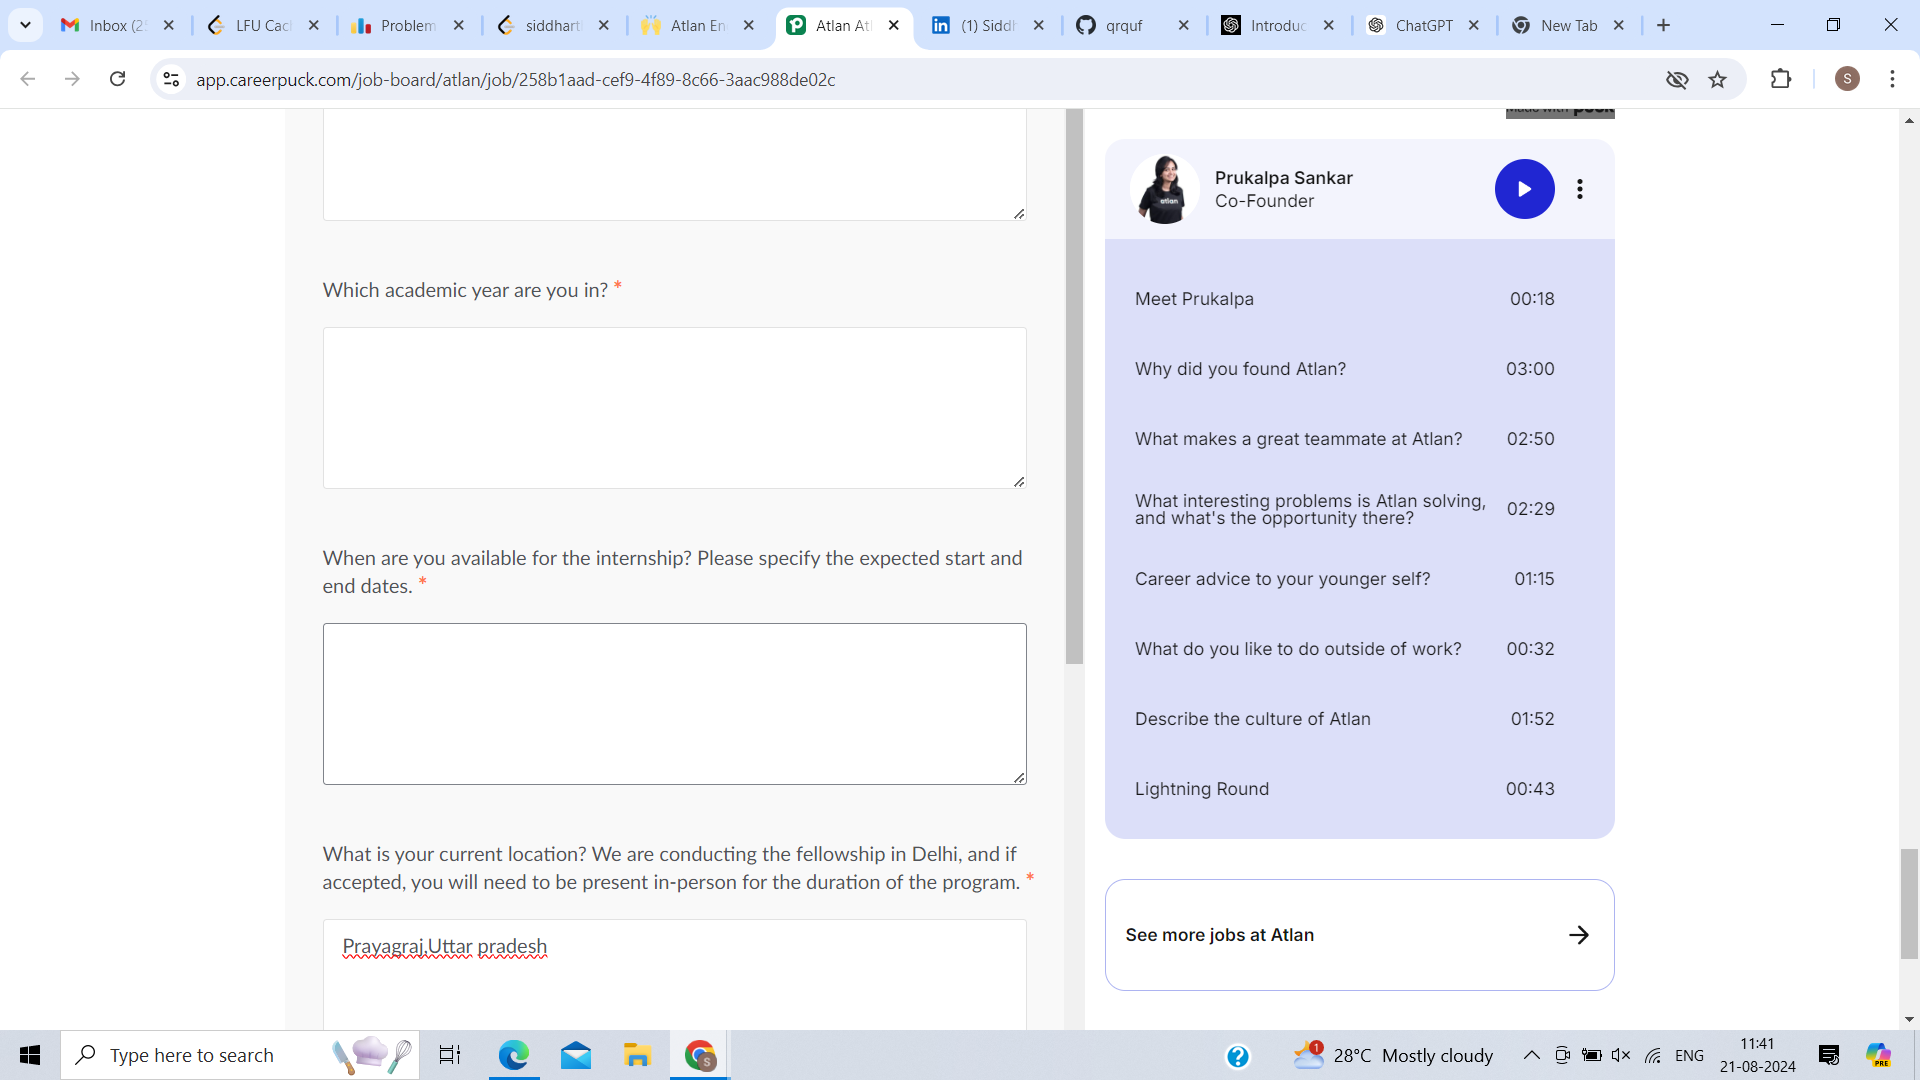 Inbox (2
LFU Cac
Problem
siddhart
Atlan En
Atlan Atl
(1) Siddh
qrquf
Introduc
ChatGPT
New Tab
app.careerpuck.com/job-board/atlan/job/258b1aad-cef9-4f89-8c66-3aac988de02c
S
Which academic year are you in? *
When are you available for the internship? Please specify the expected start and
end dates. *
What is your current location? We are conducting the fellowship in Delhi, and if
accepted, you will need to be present in-person for the duration of the program. *
Prayagraj,Uttar pradesh
Made with puck
atlan
Prukalpa Sankar
Co-Founder
Meet Prukalpa 00:18
Why did you found Atlan? 03:00
What makes a great teammate at Atlan? 02:50
What interesting problems is Atlan solving,
and what's the opportunity there? 02:29
Career advice to your younger self? 01:15
What do you like to do outside of work? 00:32
Describe the culture of Atlan 01:52
Lightning Round 00:43
See more jobs at Atlan
Type here to search
S
1
28°C Mostly cloudy
ENG
11:41
21-08-2024
PRE